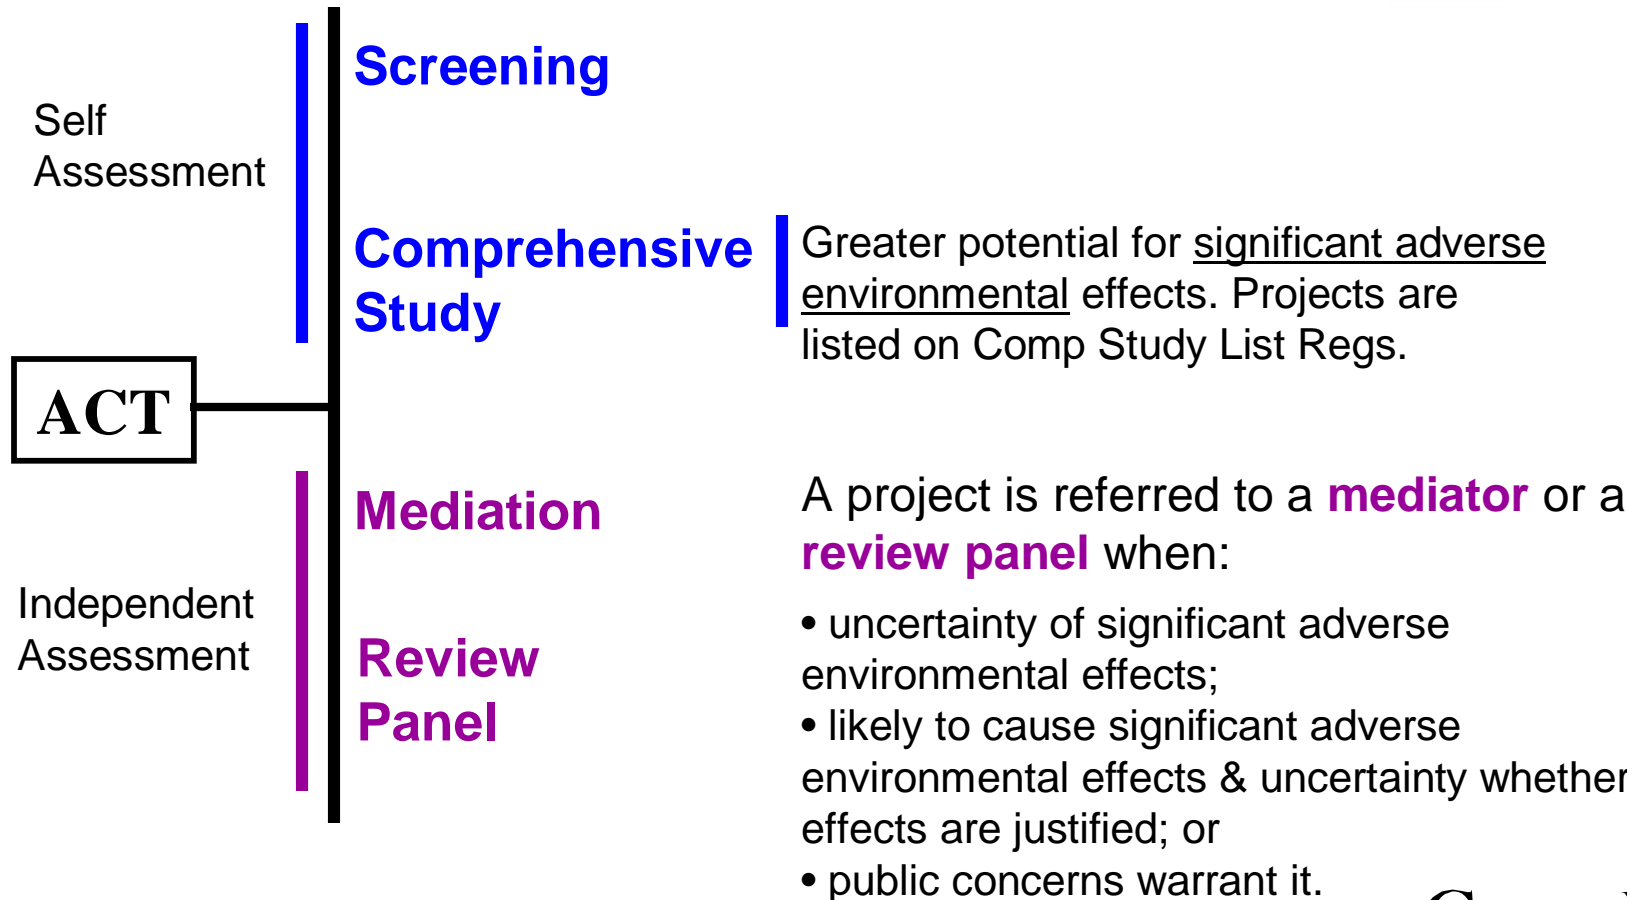 Screening
Self
Assessment
Comprehensive
Study
Greater potential for significant adverse
environmental effects. Projects are
listed on Comp Study List Regs.
ACT
Mediation
A project is referred to a mediator or a
review panel when:
Independent
Assessment
Review
Panel
• uncertainty of significant adverse
environmental effects;
• likely to cause significant adverse
environmental effects & uncertainty whether
effects are justified; or
• public concerns warrant it.